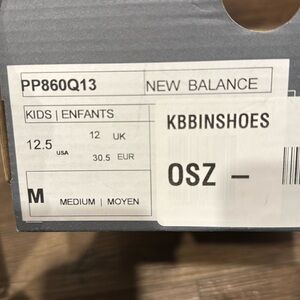 PP860Q13 NEW BALANCE
KIDS | ENFANTS
12.5 USA 12 UK
30.5 EUR
M MEDIUM | MOYEN
KBBINSHOES
OSZ –